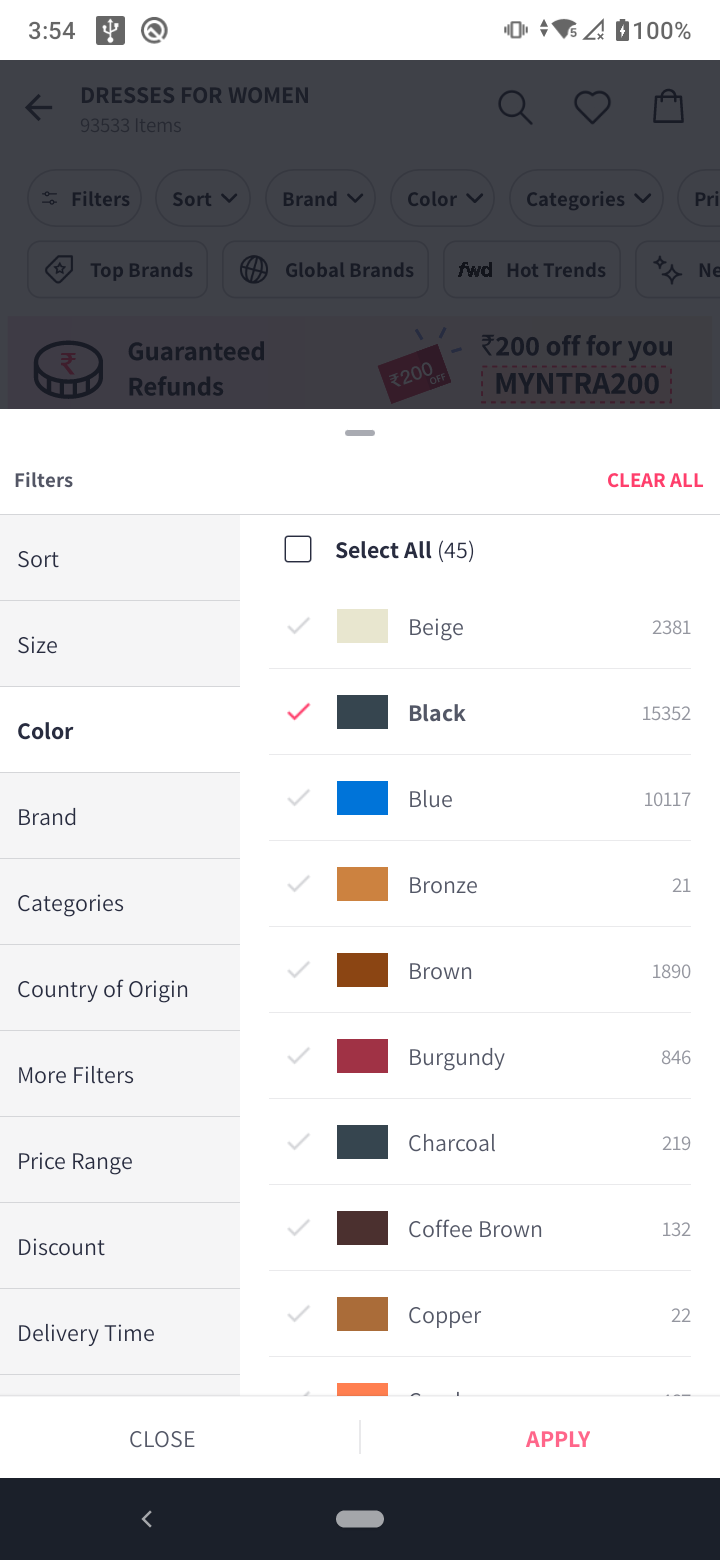 3:54
5
100%
DRESSES FOR WOMEN
93533 Items
Filters
Sort
Brand
Color
Categories
Pri
Top Brands
Global Brands
fwd Hot Trends
Ne
Guaranteed
Refunds
₹
₹200 OFF
₹200 off for you
MYNTRA200
Filters
CLEAR ALL
Sort
Size
Color
Brand
Categories
Country of Origin
More Filters
Price Range
Discount
Delivery Time
Select All (45)
Beige 2381
Black 15352
Blue 10117
Bronze 21
Brown 1890
Burgundy 846
Charcoal 219
Coffee Brown 132
Copper 22
CLOSE
APPLY